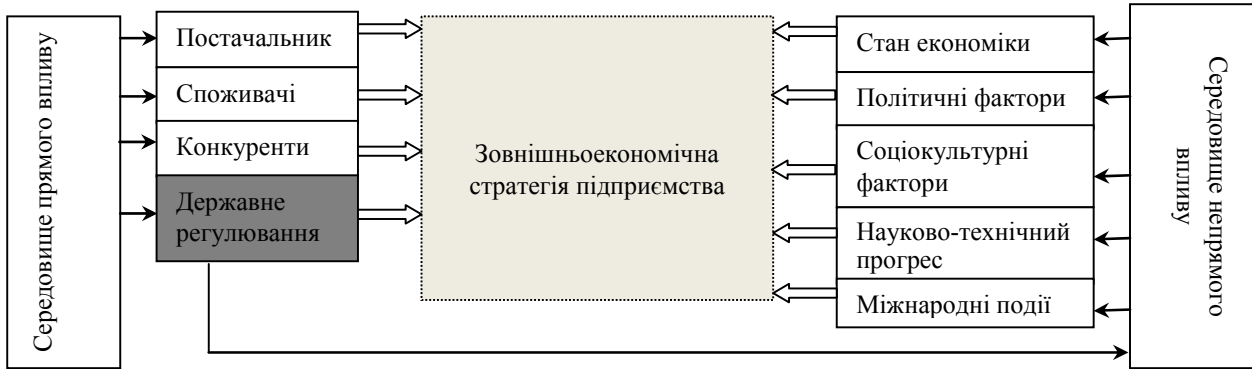 Середовище прямого впливу
Постачальник
Споживачі
Конкуренти
Державне
регулювання
Зовнішньоекономічна
стратегія підприємства
Стан економіки
Політичні фактори
Соціокультурні
фактори
Науково-технічний
прогрес
Міжнародні події
Середовище непрямого
впливу